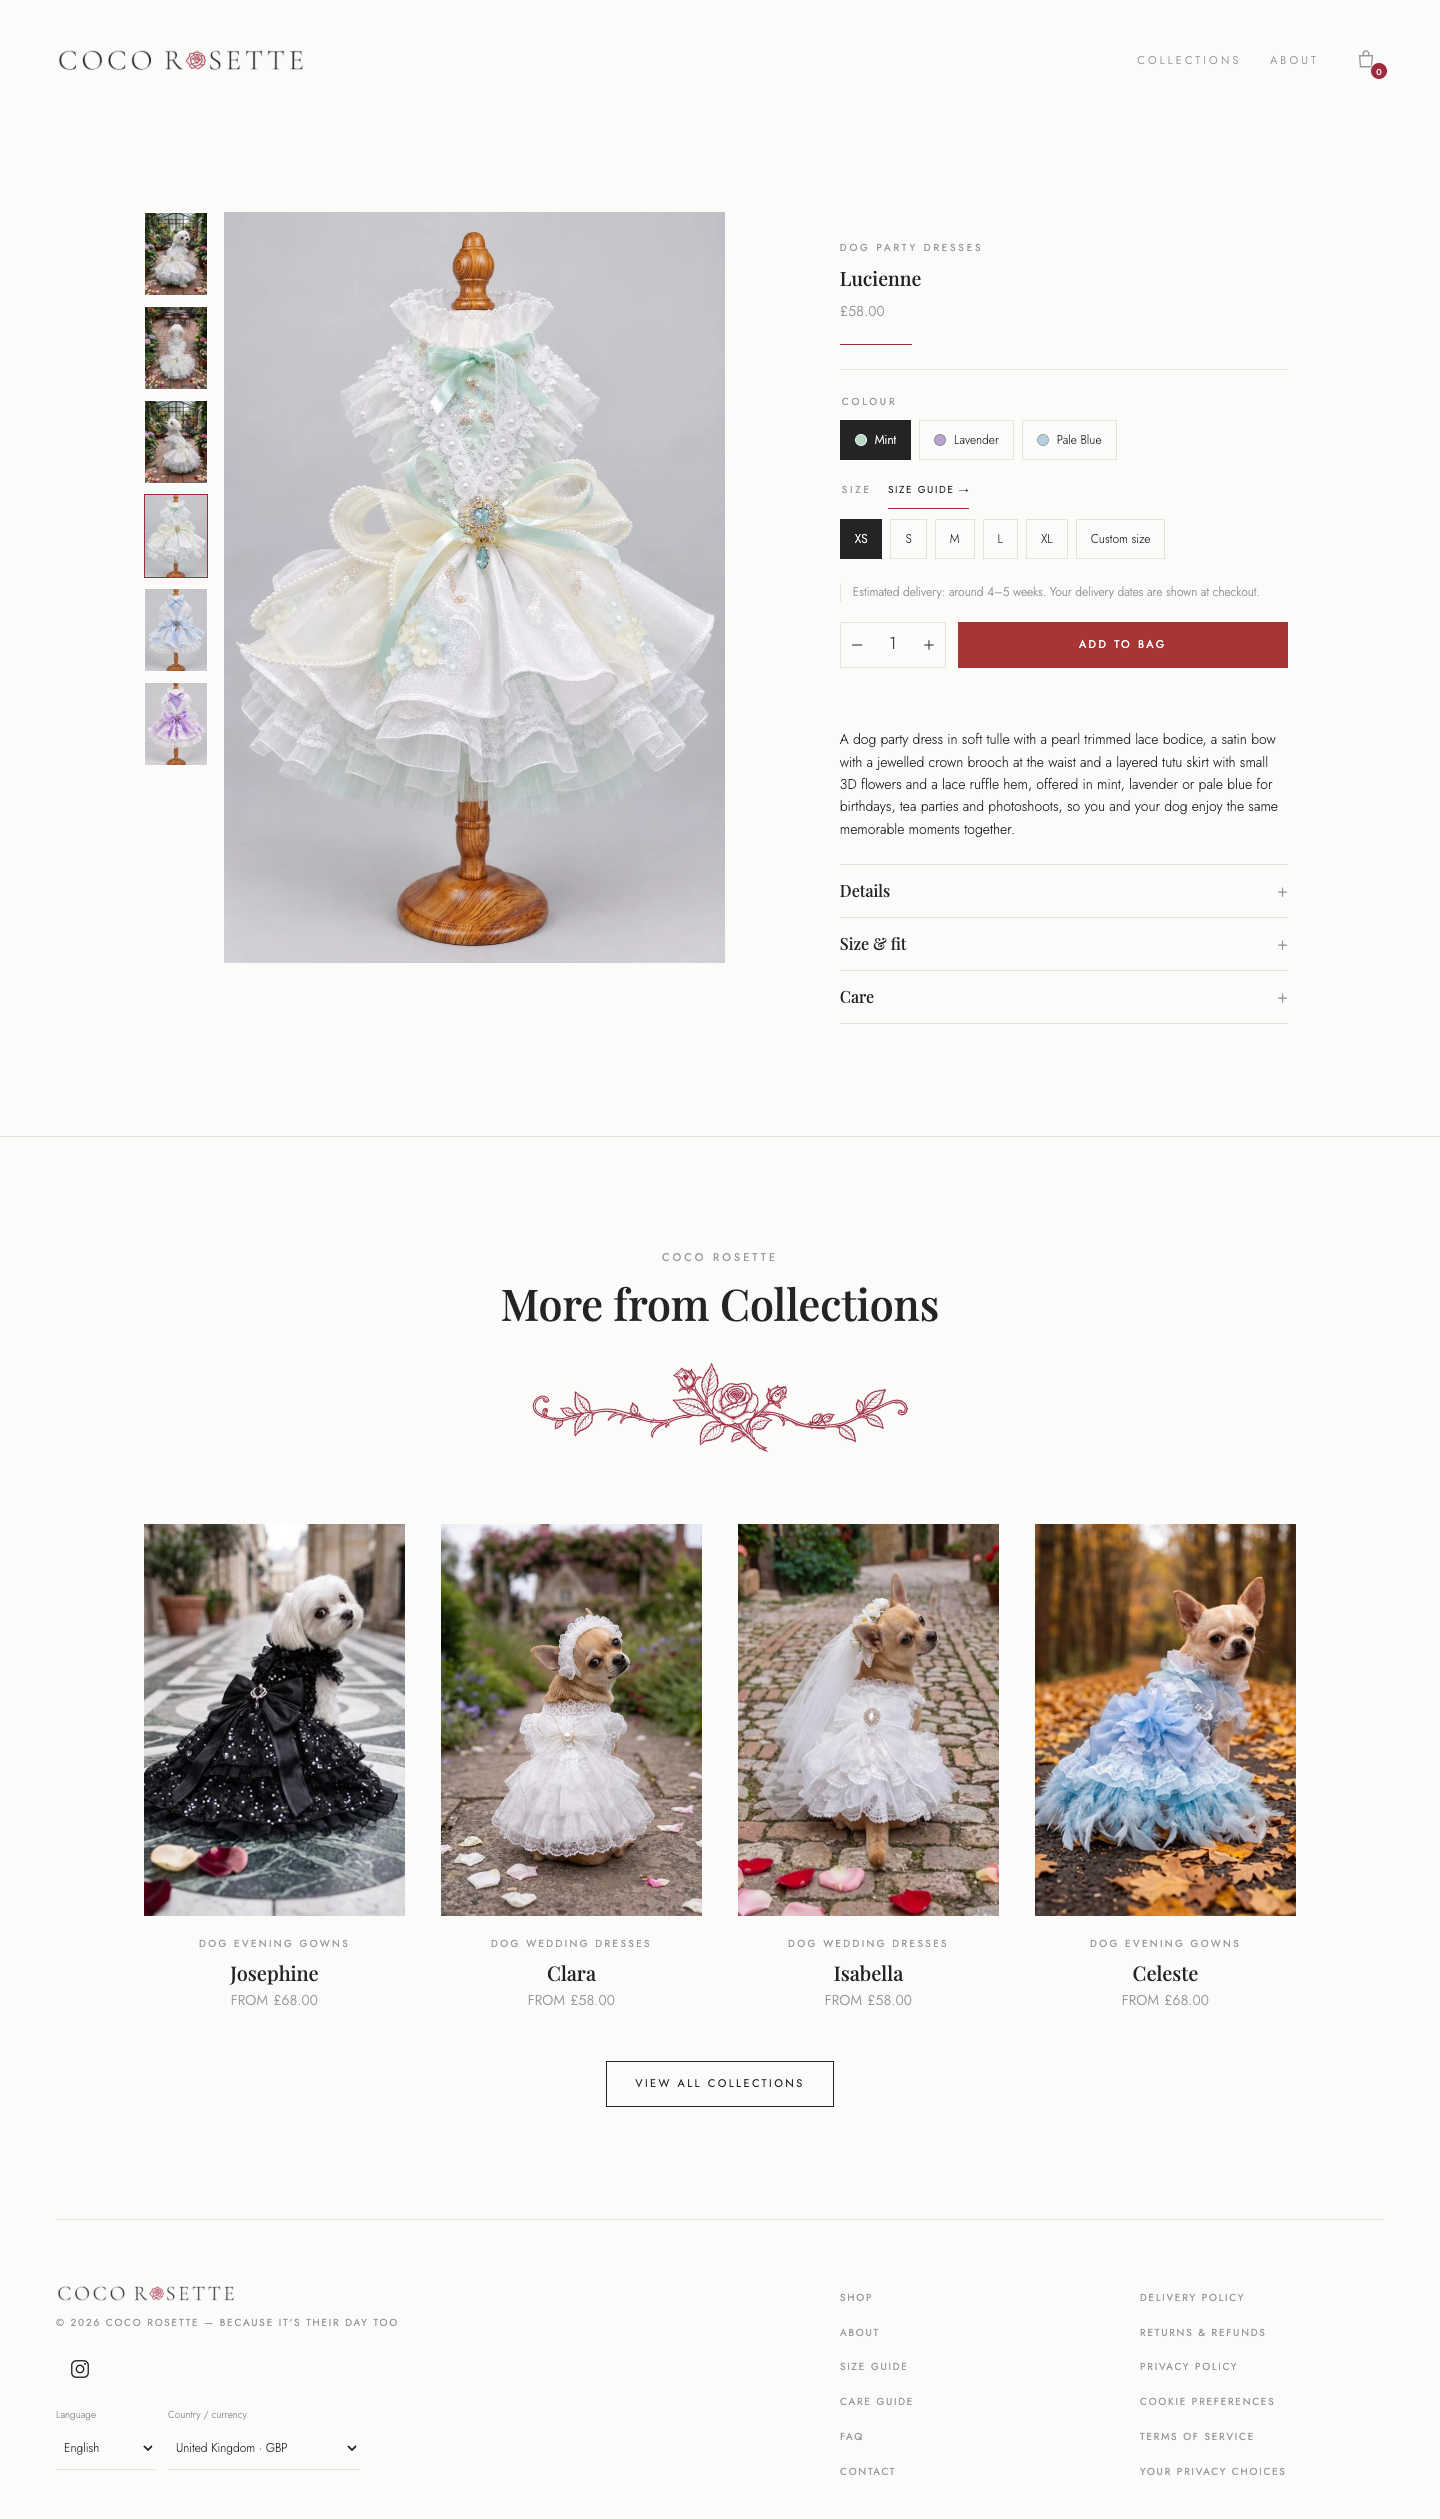 COCO ROSETTE
COLLECTIONS
ABOUT
0
DOG PARTY DRESSES
Lucienne
£58.00
COLOUR
Mint
Lavender
Pale Blue
SIZE
SIZE GUIDE →
XS
S
M
L
XL
Custom size
Estimated delivery: around 4–5 weeks. Your delivery dates are shown at checkout.
− 1 +
ADD TO BAG
A dog party dress in soft tulle with a pearl trimmed lace bodice, a satin bow
with a jewelled crown brooch at the waist and a layered tutu skirt with small
3D flowers and a lace ruffle hem, offered in mint, lavender or pale blue for
birthdays, tea parties and photoshoots, so you and your dog enjoy the same
memorable moments together.
Details +
Size & fit +
Care +
COCO ROSETTE
More from Collections
DOG EVENING GOWNS
Josephine
FROM £68.00
DOG WEDDING DRESSES
Clara
FROM £58.00
DOG WEDDING DRESSES
Isabella
FROM £58.00
DOG EVENING GOWNS
Celeste
FROM £68.00
VIEW ALL COLLECTIONS
COCO ROSETTE
© 2026 COCO ROSETTE — BECAUSE IT'S THEIR DAY TOO
Language
English
Country / currency
United Kingdom · GBP
SHOP
ABOUT
SIZE GUIDE
CARE GUIDE
FAQ
CONTACT
DELIVERY POLICY
RETURNS & REFUNDS
PRIVACY POLICY
COOKIE PREFERENCES
TERMS OF SERVICE
YOUR PRIVACY CHOICES